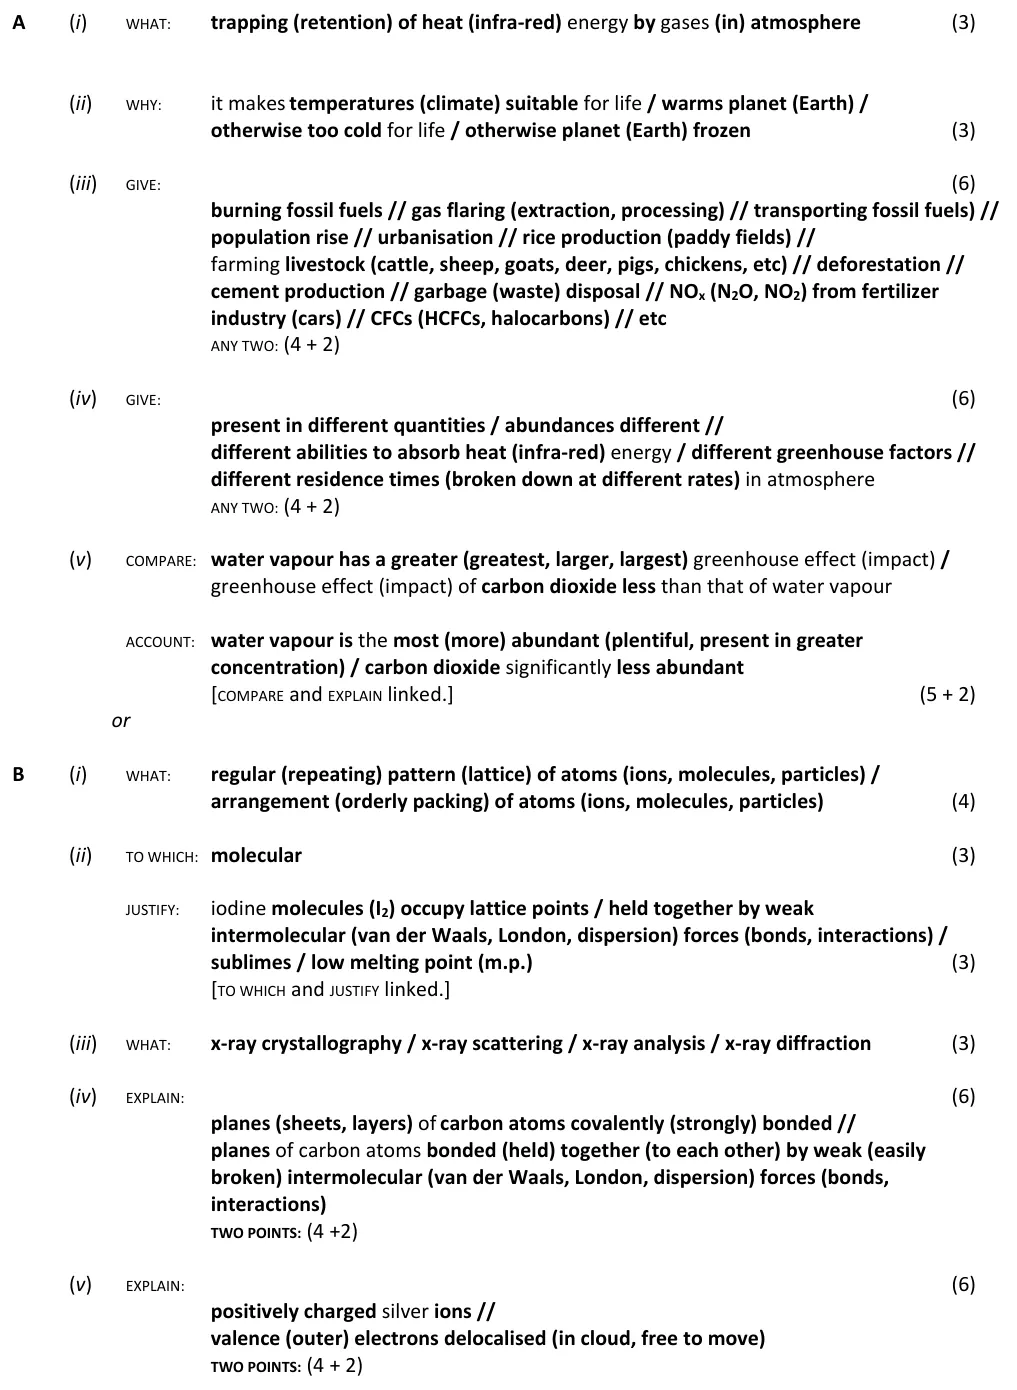 A (i) WHAT: trapping (retention) of heat (infra-red) energy by gases (in) atmosphere (3)
(ii) WHY: it makes temperatures (climate) suitable for life / warms planet (Earth) /
otherwise too cold for life / otherwise planet (Earth) frozen (3)
(iii) GIVE: (6)
burning fossil fuels // gas flaring (extraction, processing) // transporting fossil fuels) //
population rise // urbanisation // rice production (paddy fields) //
farming livestock (cattle, sheep, goats, deer, pigs, chickens, etc) // deforestation //
cement production // garbage (waste) disposal // NOₓ (N₂O, NO₂) from fertilizer
industry (cars) // CFCs (HCFCs, halocarbons) // etc
ANY TWO: (4 + 2)
(iv) GIVE: (6)
present in different quantities / abundances different //
different abilities to absorb heat (infra-red) energy / different greenhouse factors //
different residence times (broken down at different rates) in atmosphere
ANY TWO: (4 + 2)
(v) COMPARE: water vapour has a greater (greatest, larger, largest) greenhouse effect (impact) /
greenhouse effect (impact) of carbon dioxide less than that of water vapour
ACCOUNT: water vapour is the most (more) abundant (plentiful, present in greater
concentration) / carbon dioxide significantly less abundant
[COMPARE and EXPLAIN linked.] (5 + 2)
or
B (i) WHAT: regular (repeating) pattern (lattice) of atoms (ions, molecules, particles) /
arrangement (orderly packing) of atoms (ions, molecules, particles) (4)
(ii) TO WHICH: molecular (3)
JUSTIFY: iodine molecules (I₂) occupy lattice points / held together by weak
intermolecular (van der Waals, London, dispersion) forces (bonds, interactions) /
sublimes / low melting point (m.p.) (3)
[TO WHICH and JUSTIFY linked.]
(iii) WHAT: x-ray crystallography / x-ray scattering / x-ray analysis / x-ray diffraction (3)
(iv) EXPLAIN: (6)
planes (sheets, layers) of carbon atoms covalently (strongly) bonded //
planes of carbon atoms bonded (held) together (to each other) by weak (easily
broken) intermolecular (van der Waals, London, dispersion) forces (bonds,
interactions)
TWO POINTS: (4 +2)
(v) EXPLAIN: (6)
positively charged silver ions //
valence (outer) electrons delocalised (in cloud, free to move)
TWO POINTS: (4 + 2)